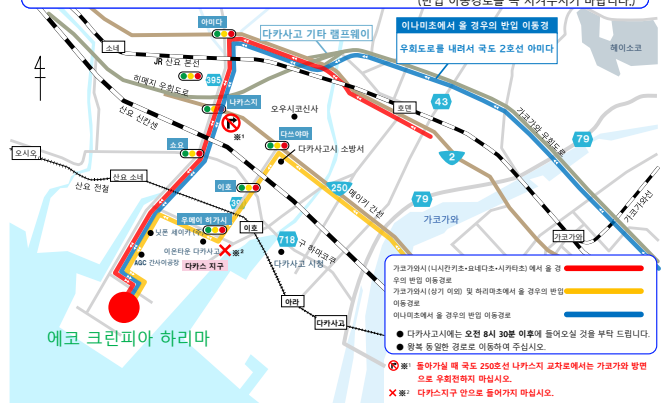 (반입 이동경로를 꼭 지켜주시기 바랍니다.)
아미다
이나미초에서 올 경우의 반입 이동경
우회도로를 내려서 국도 2호선 아미다
다카사고 기타 램프웨이
소네
JR 산요 본선
헤이소코
히메지 우회도로
395
나카스지
43
오우시코신사
호덴
가코가와 우회도로
※¹
산요 신칸센
다쓰야마
79
쇼요
다카사고시 소방서
2
오시오
산요 소네
250
메이키 간선
산요 전철
이호
39
79
가코가와선
우메이 히가시
가코가와
닛폰 세이카 (주)
이호
718
구 하마코쿠
가코가와
이온타운 다카사고
※²
다카사고 시청
AGC 간사이공장
다카스 지구
아라
다카사고
에코 크린피아 하리마
가코가와시 (니시칸키초•요네다초•시카타초) 에서 올 경
우의 반입 이동경로
가코가와시 (상기 이외) 및 하리마초에서 올 경우의 반입
이동경로
이나미초에서 올 경우의 반입 이동경로
● 다카사고시에는 오전 8시 30분 이후에 들어오실 것을 부탁 드립니다.
● 왕복 동일한 경로로 이동하여 주십시오.
※¹ 돌아가실 때 국도 250호선 나카스지 교차로에서는 가코가와 방면
으로 우회전하지 마십시오.
※² 다카스지구 안으로 들어가지 마십시오.